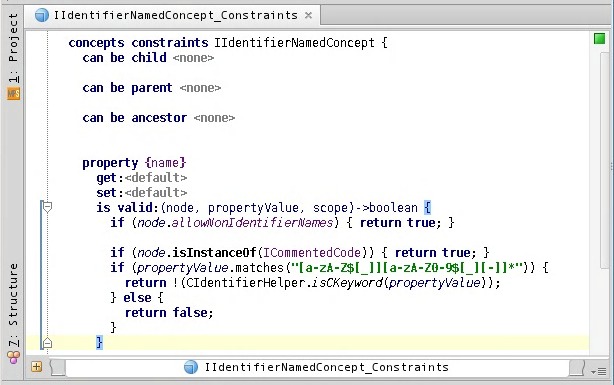 IIdentifierNamedConcept_Constraints
1: Project
concepts constraints IIdentifierNamedConcept {
can be child <none>
can be parent <none>
can be ancestor <none>
property {name}
get:<default>
set:<default>
is valid:(node, propertyValue, scope)->boolean {
if (node.allowNonIdentifierNames) { return true; }
if (node.isInstanceOf(ICommentedCode)) { return true; }
if (propertyValue.matches("[a-zA-Z$[_]][a-zA-Z0-9$[_][-]]*")) {
return !(CIdentifierHelper.isCKeyword(propertyValue));
} else {
return false;
}
}
Z: Structure
IIdentifierNamedConcept_Constraints